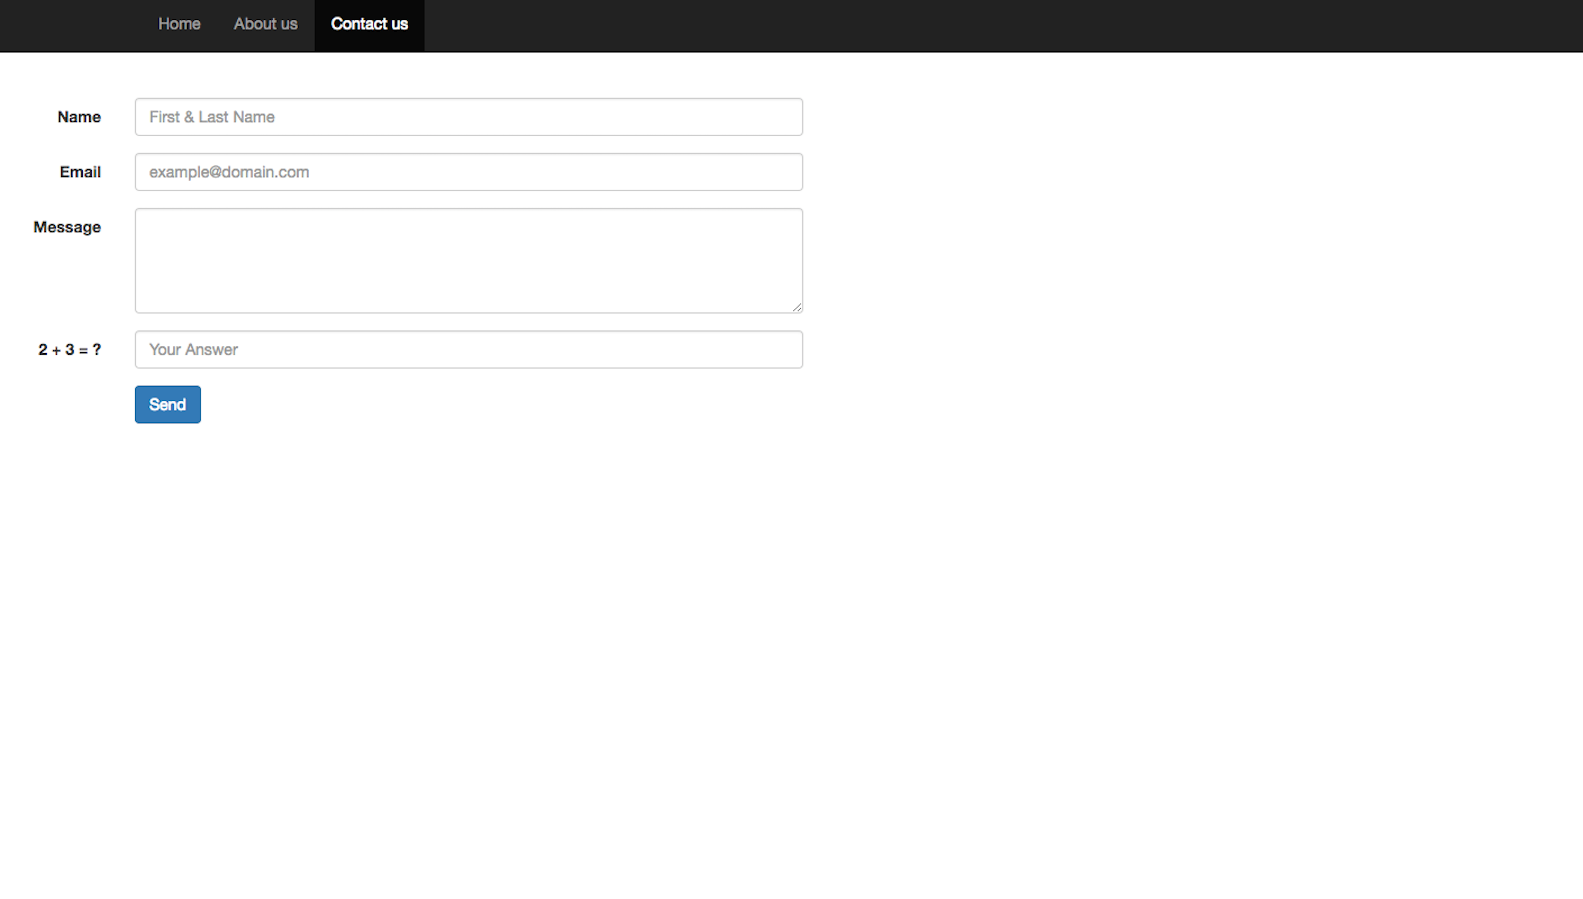 Home About us Contact us
Name First & Last Name
Email example@domain.com
Message
2 + 3 = ? Your Answer
Send